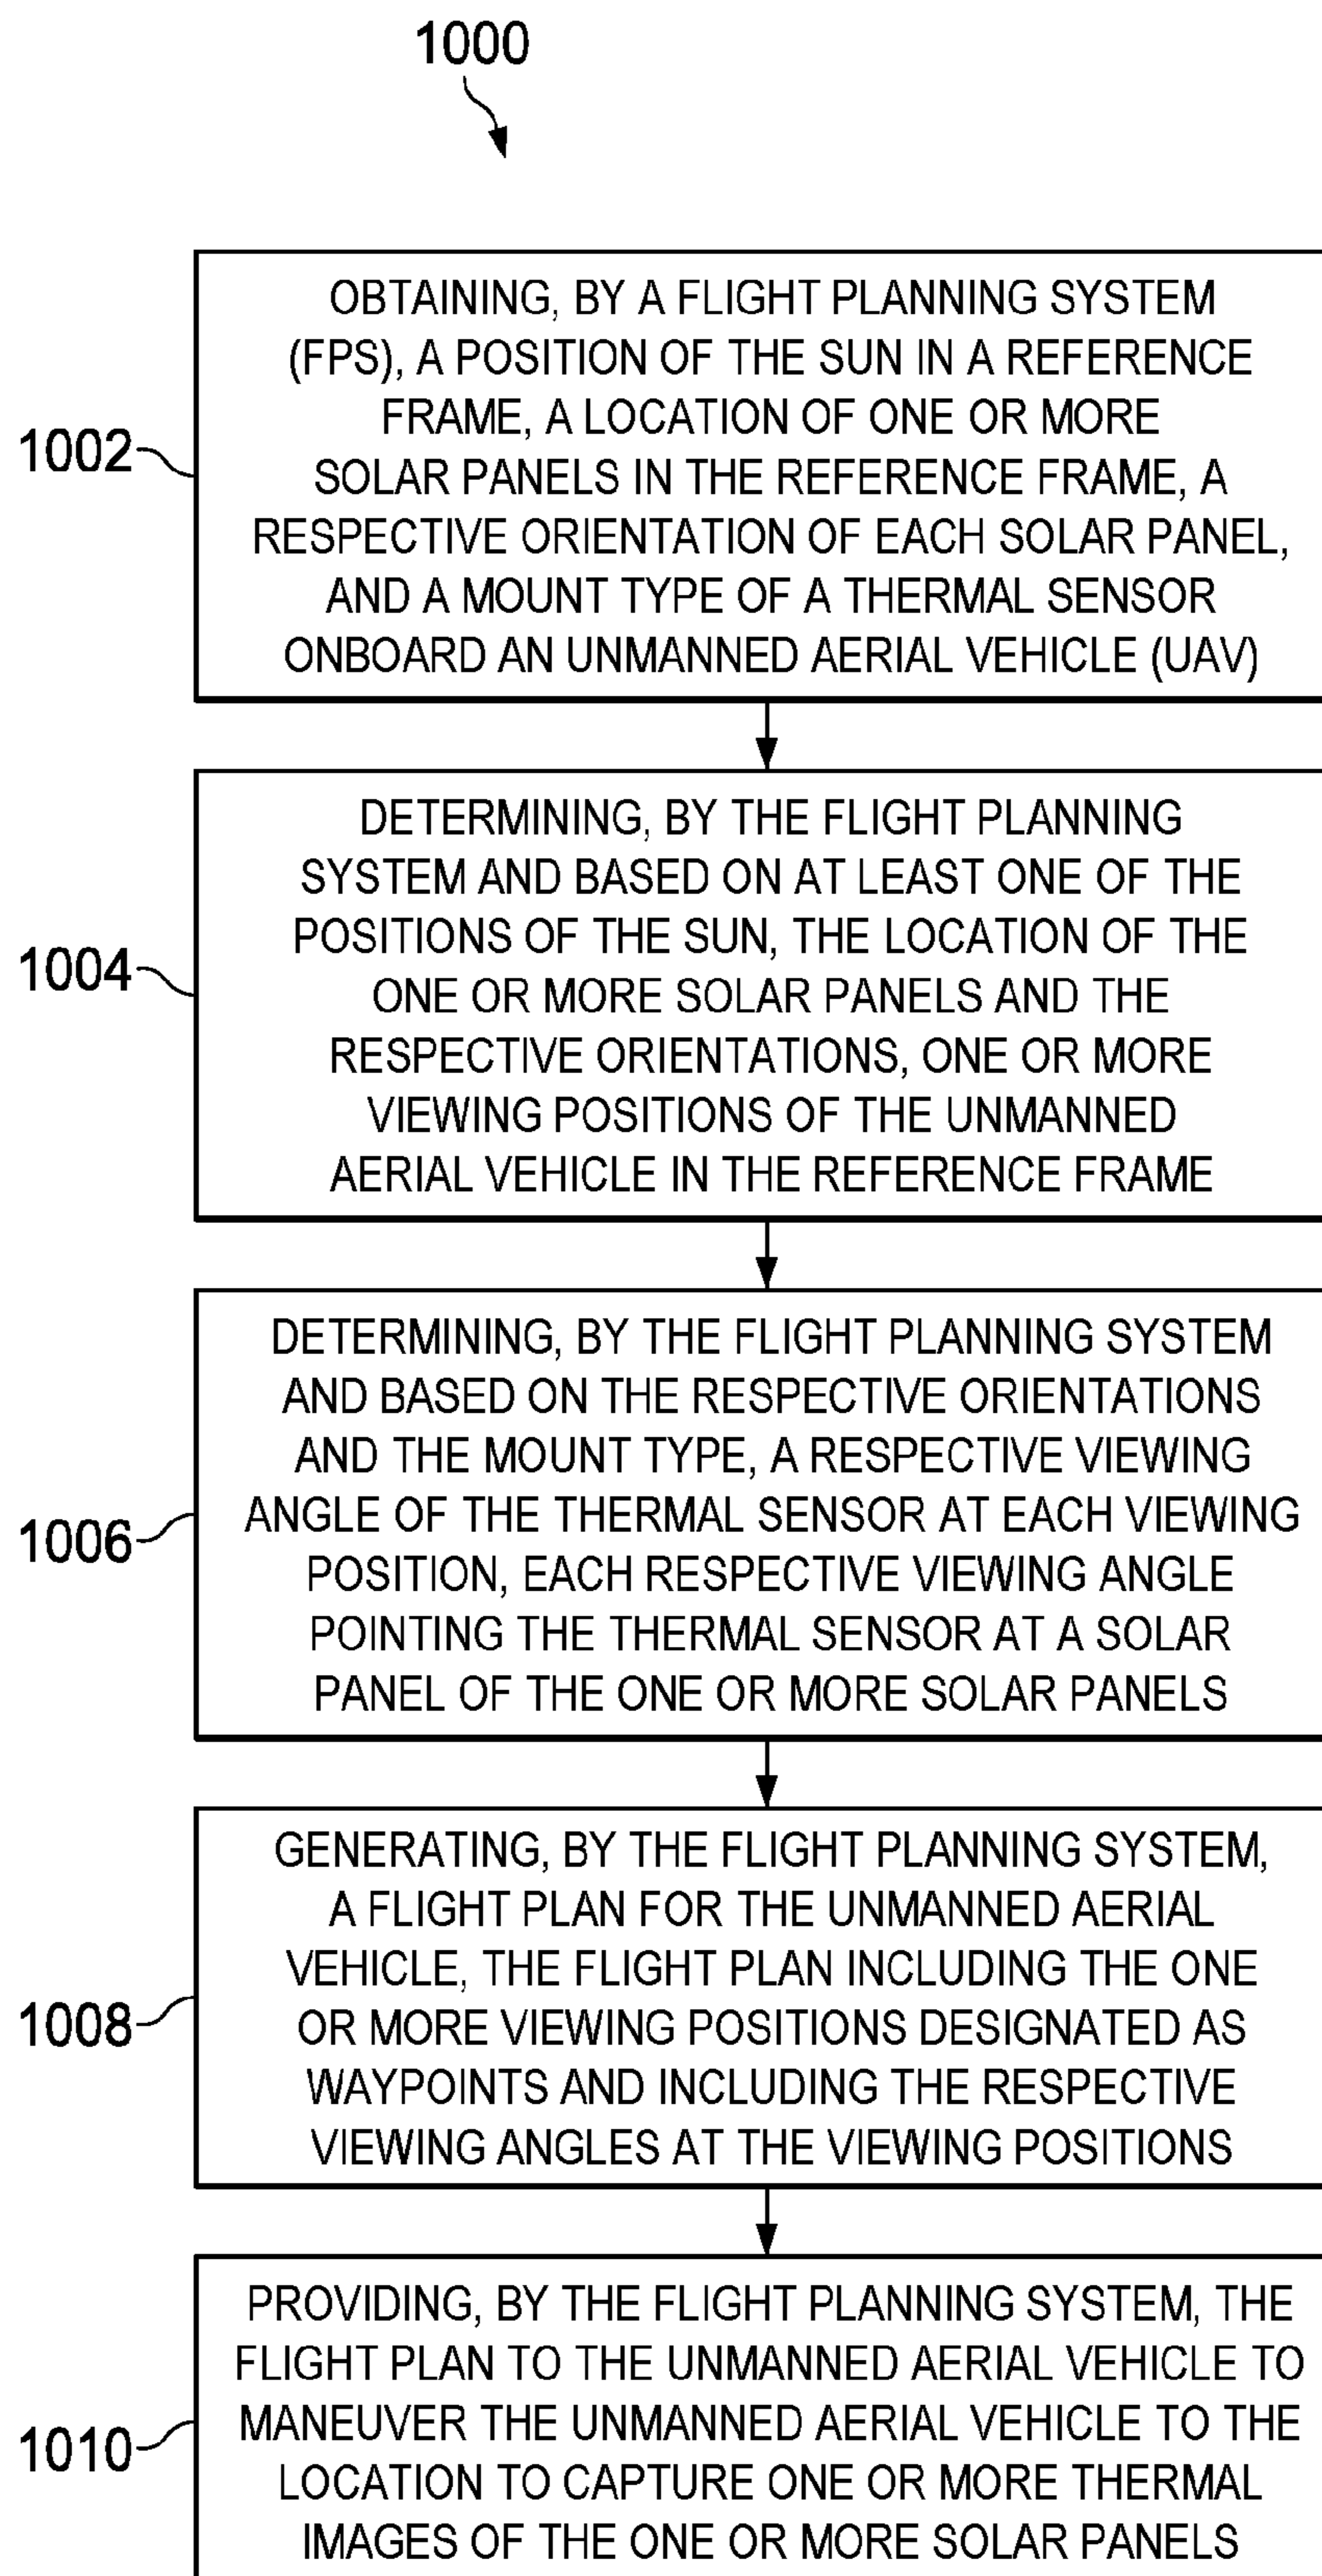 1000
1002
OBTAINING, BY A FLIGHT PLANNING SYSTEM
(FPS), A POSITION OF THE SUN IN A REFERENCE
FRAME, A LOCATION OF ONE OR MORE
SOLAR PANELS IN THE REFERENCE FRAME, A
RESPECTIVE ORIENTATION OF EACH SOLAR PANEL,
AND A MOUNT TYPE OF A THERMAL SENSOR
ONBOARD AN UNMANNED AERIAL VEHICLE (UAV)
1004
DETERMINING, BY THE FLIGHT PLANNING
SYSTEM AND BASED ON AT LEAST ONE OF THE
POSITIONS OF THE SUN, THE LOCATION OF THE
ONE OR MORE SOLAR PANELS AND THE
RESPECTIVE ORIENTATIONS, ONE OR MORE
VIEWING POSITIONS OF THE UNMANNED
AERIAL VEHICLE IN THE REFERENCE FRAME
1006
DETERMINING, BY THE FLIGHT PLANNING SYSTEM
AND BASED ON THE RESPECTIVE ORIENTATIONS
AND THE MOUNT TYPE, A RESPECTIVE VIEWING
ANGLE OF THE THERMAL SENSOR AT EACH VIEWING
POSITION, EACH RESPECTIVE VIEWING ANGLE
POINTING THE THERMAL SENSOR AT A SOLAR
PANEL OF THE ONE OR MORE SOLAR PANELS
1008
GENERATING, BY THE FLIGHT PLANNING SYSTEM,
A FLIGHT PLAN FOR THE UNMANNED AERIAL
VEHICLE, THE FLIGHT PLAN INCLUDING THE ONE
OR MORE VIEWING POSITIONS DESIGNATED AS
WAYPOINTS AND INCLUDING THE RESPECTIVE
VIEWING ANGLES AT THE VIEWING POSITIONS
1010
PROVIDING, BY THE FLIGHT PLANNING SYSTEM, THE
FLIGHT PLAN TO THE UNMANNED AERIAL VEHICLE TO
MANEUVER THE UNMANNED AERIAL VEHICLE TO THE
LOCATION TO CAPTURE ONE OR MORE THERMAL
IMAGES OF THE ONE OR MORE SOLAR PANELS